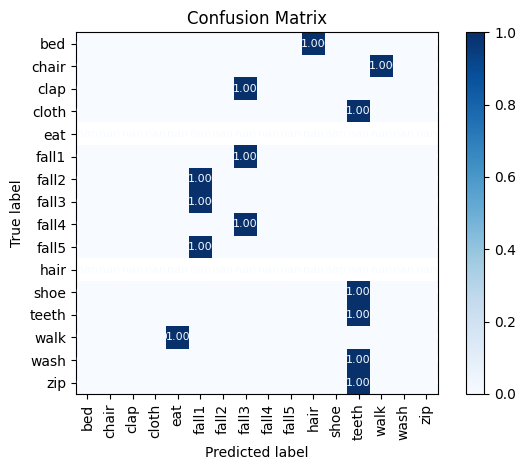 Confusion Matrix
True label
bed 1.00
chair 1.00
clap 1.00
cloth 1.00
eat
fall1 1.00
fall2 1.00
fall3 1.00
fall4 1.00
fall5 1.00
hair
shoe 1.00
teeth 1.00
walk 1.00
wash 1.00
zip 1.00
bed chair clap cloth eat fall1 fall2 fall3 fall4 fall5 hair shoe teeth walk wash zip
Predicted label
1.0
0.8
0.6
0.4
0.2
0.0